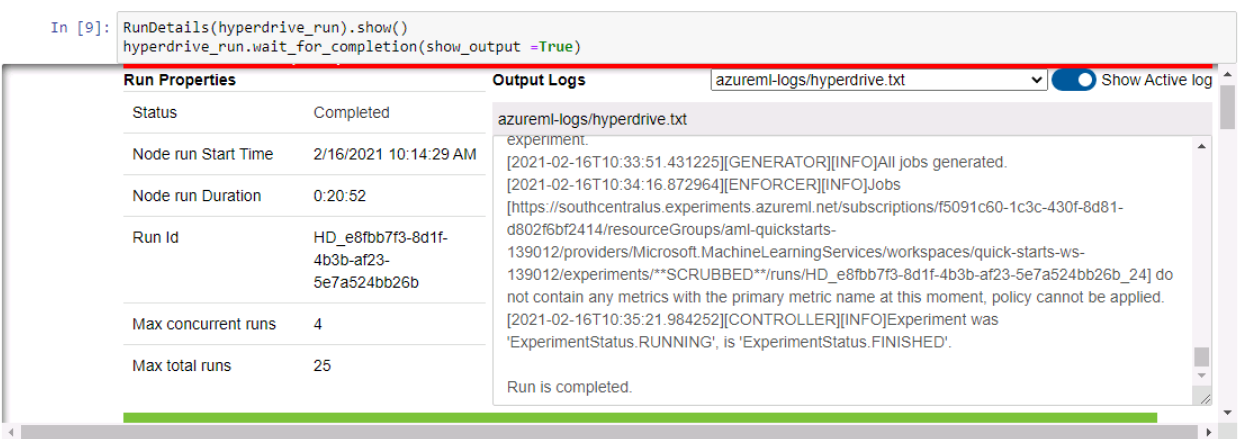 In [9]: RunDetails(hyperdrive_run).show()
hyperdrive_run.wait_for_completion(show_output =True)
Run Properties
Status Completed
Node run Start Time 2/16/2021 10:14:29 AM
Node run Duration 0:20:52
Run Id HD_e8fbb7f3-8d1f-
4b3b-af23-
5e7a524bb26b
Max concurrent runs 4
Max total runs 25
Output Logs azureml-logs/hyperdrive.txt Show Active log
azureml-logs/hyperdrive.txt
experiment.
[2021-02-16T10:33:51.431225][GENERATOR][INFO]All jobs generated.
[2021-02-16T10:34:16.872964][ENFORCER][INFO]Jobs
[https://southcentralus.experiments.azureml.net/subscriptions/f5091c60-1c3c-430f-8d81-
d802f6bf2414/resourceGroups/aml-quickstarts-
139012/providers/Microsoft.MachineLearningServices/workspaces/quick-starts-ws-
139012/experiments/**SCRUBBED**/runs/HD_e8fbb7f3-8d1f-4b3b-af23-5e7a524bb26b_24] do
not contain any metrics with the primary metric name at this moment, policy cannot be applied.
[2021-02-16T10:35:21.984252][CONTROLLER][INFO]Experiment was
'ExperimentStatus.RUNNING', is 'ExperimentStatus.FINISHED'.
Run is completed.